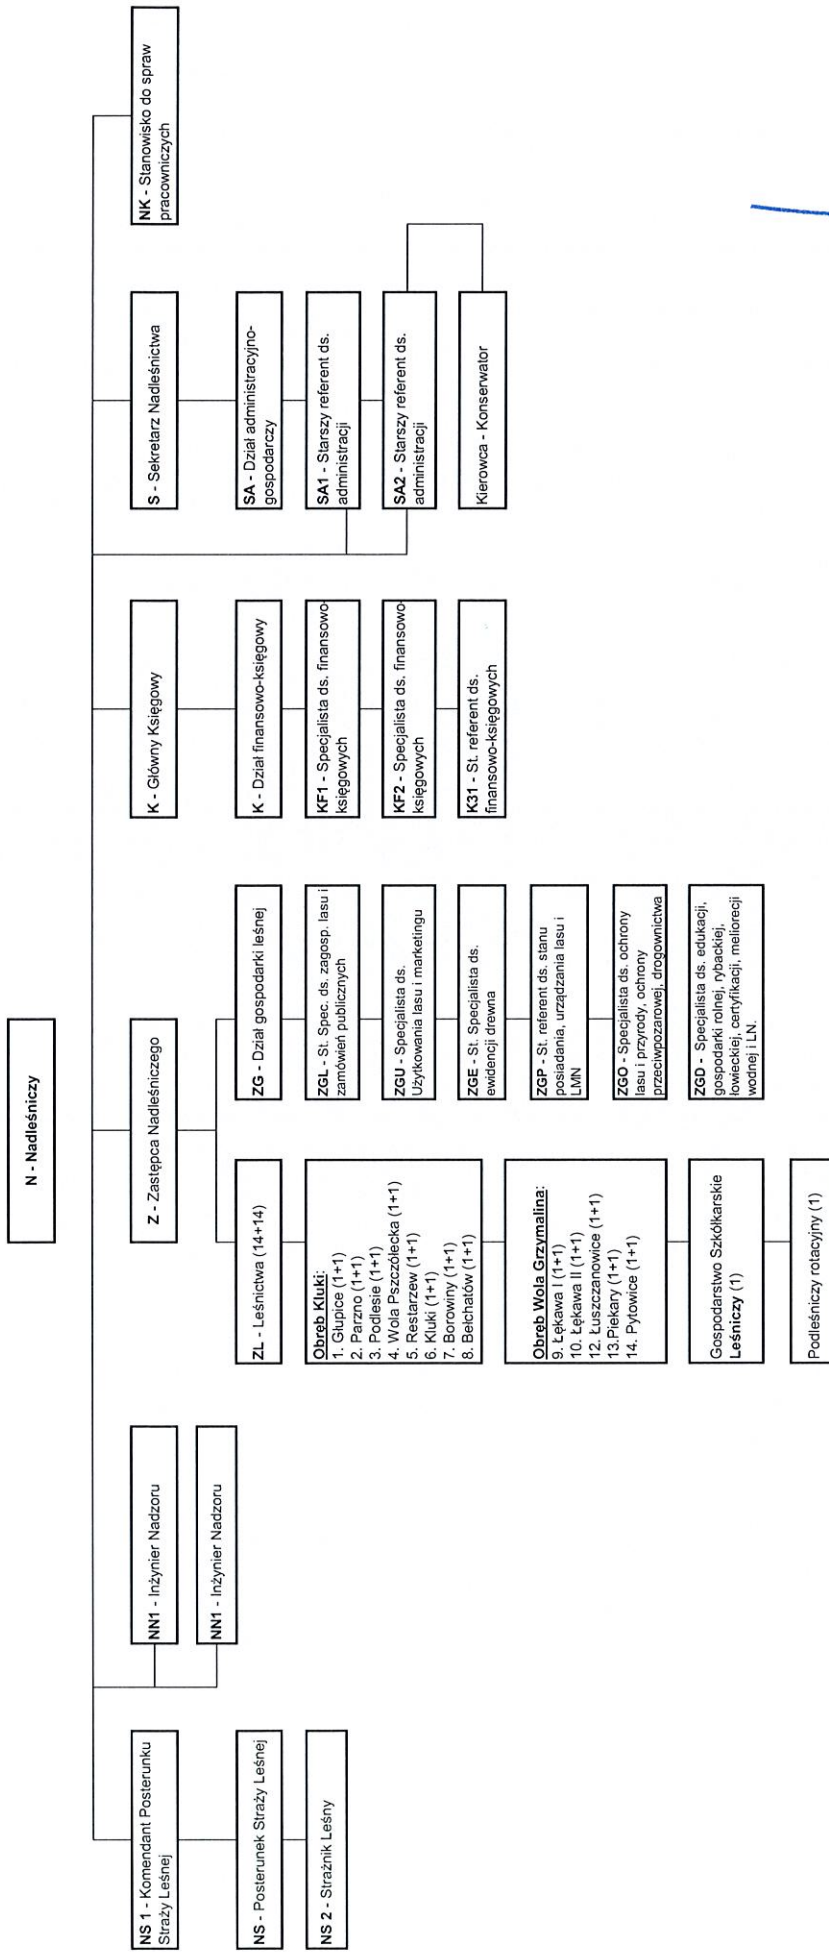 N - Nadleśniczy
NS 1 - Komendant Posterunku
Straży Leśnej
NS - Posterunek Straży Leśnej
NS 2 - Strażnik Leśny
NN1 - Inżynier Nadzoru
NN1 - Inżynier Nadzoru
Z - Zastępca Nadleśniczego
ZL - Leśnictwa (14+14)
Obręb Kluki:
1. Głupice (1+1)
2. Parzno (1+1)
3. Podlesie (1+1)
4. Wola Pszczółecka (1+1)
5. Restarzew (1+1)
6. Kluki (1+1)
7. Borowiny (1+1)
8. Bełchatów (1+1)
Obręb Wola Grzymalina:
9. Łękawa I (1+1)
10. Łękawa II (1+1)
12. Łuszczanowice (1+1)
13.Piekary (1+1)
14. Pytowice (1+1)
Gospodarstwo Szkółkarskie
Leśniczy (1)
Podleśniczy rotacyjny (1)
ZG - Dział gospodarki leśnej
ZGL - St. Spec. ds. zagosp. lasu i
zamówień publicznych
ZGU - Specjalista ds.
Użytkowania lasu i marketingu
ZGE - St. Specjalista ds.
ewidencji drewna
ZGP - St. referent ds. stanu
posiadania, urządzania lasu i
LMN
ZGO - Specjalista ds. ochrony
lasu i przyrody, ochrony
przeciwpożarowej, drogownictwa
ZGD - Specjalista ds. edukacji,
gospodarki rolnej, rybackiej,
łowieckiej, certyfikacji, meliorecji
wodnej i LN.
K - Główny Księgowy
K - Dział finansowo-księgowy
KF1 - Specjalista ds. finansowo-
księgowych
KF2 - Specjalista ds. finansowo-
księgowych
K31 - St. referent ds.
finansowo-księgowych
S - Sekretarz Nadleśnictwa
SA - Dział administracyjno-
gospodarczy
SA1 - Starszy referent ds.
administracji
SA2 - Starszy referent ds.
administracji
Kierowca - Konserwator
NK - Stanowisko do spraw
pracowniczych